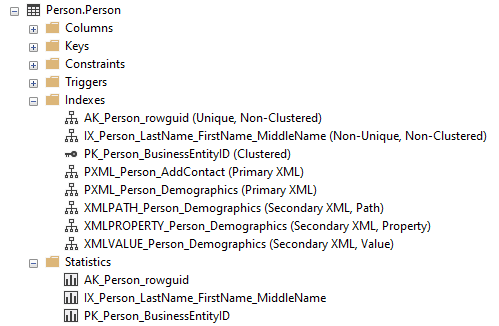 Person.Person
Columns
Keys
Constraints
Triggers
Indexes
AK_Person_rowguid (Unique, Non-Clustered)
IX_Person_LastName_FirstName_MiddleName (Non-Unique, Non-Clustered)
PK_Person_BusinessEntityID (Clustered)
PXML_Person_AddContact (Primary XML)
PXML_Person_Demographics (Primary XML)
XMLPATH_Person_Demographics (Secondary XML, Path)
XMLPROPERTY_Person_Demographics (Secondary XML, Property)
XMLVALUE_Person_Demographics (Secondary XML, Value)
Statistics
AK_Person_rowguid
IX_Person_LastName_FirstName_MiddleName
PK_Person_BusinessEntityID